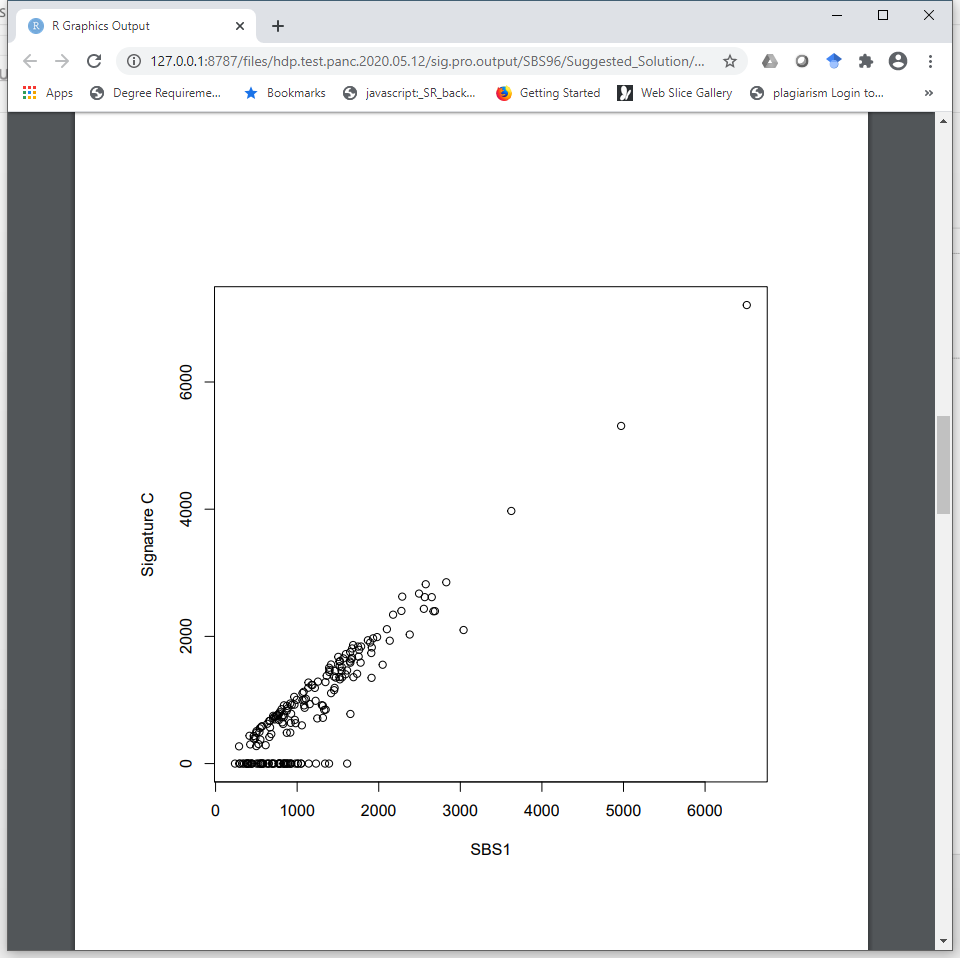 R R Graphics Output
127.0.0.1:8787/files/hdp.test.panc.2020.05.12/sig.pro.output/SBS96/Suggested_Solution/...
Apps Degree Requireme... Bookmarks javascript:_SR_back... Getting Started Web Slice Gallery plagiarism Login to... »
6000
4000
2000
0
Signature C
0 1000 2000 3000 4000 5000 6000
SBS1